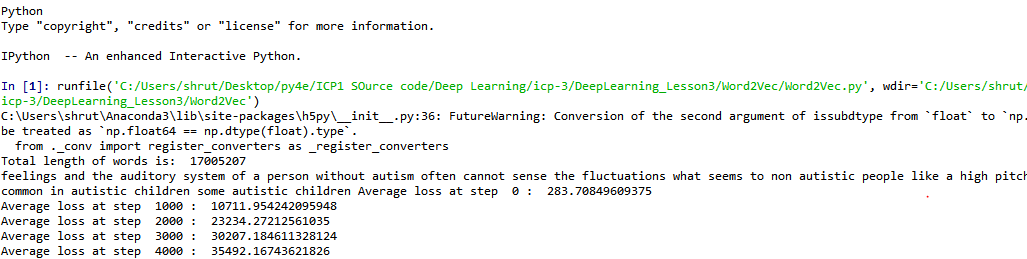 Python
Type "copyright", "credits" or "license" for more information.
IPython  -- An enhanced Interactive Python.
In [1]: runfile('C:/Users/shrut/Desktop/py4e/ICP1 SOurce code/Deep Learning/icp-3/DeepLearning_Lesson3/Word2Vec/Word2Vec.py', wdir='C:/Users/shrut/
icp-3/DeepLearning_Lesson3/Word2Vec')
C:\Users\shrut\Anaconda3\lib\site-packages\h5py\__init__.py:36: FutureWarning: Conversion of the second argument of issubdtype from `float` to `np.
be treated as `np.float64 == np.dtype(float).type`.
  from ._conv import register_converters as _register_converters
Total length of words is:  17005207
feelings and the auditory system of a person without autism often cannot sense the fluctuations what seems to non autistic people like a high pitch
common in autistic children some autistic children Average loss at step  0 :  283.70849609375
Average loss at step  1000 :  10711.954242095948
Average loss at step  2000 :  23234.27212561035
Average loss at step  3000 :  30207.184611328124
Average loss at step  4000 :  35492.16743621826